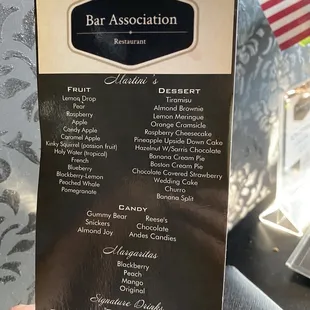 Bar Association
Restaurant
Martini's
FRUIT
Lemon Drop
Pear
Raspberry
Apple
Candy Apple
Caramel Apple
Kinky Squirrel (passion fruit)
Holy Water (tropical)
French
Blueberry
Blackberry-Lemon
Peached Whole
Pomegranate
DESSERT
Tiramisu
Almond Brownie
Lemon Meringue
Orange Cramsicle
Raspberry Cheesecake
Pineapple Upside Down Cake
Hazelnut W/Sarris Chocolate
Banana Cream Pie
Boston Cream Pie
Chocolate Covered Strawberry
Wedding Cake
Churro
Banana Split
CANDY
Gummy Bear
Snickers
Almond Joy
Reese's
Chocolate
Andes Candies
Margaritas
Blackberry
Peach
Mango
Original
Signature Drinks